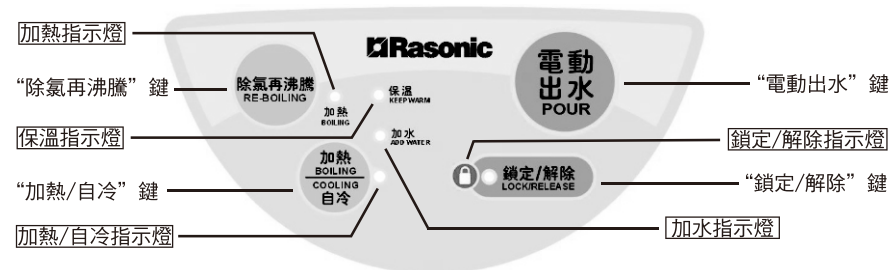 加熱指示燈
“除氯再沸騰” 鍵
保溫指示燈
“加熱/自冷” 鍵
加熱/自冷指示燈
Rasonic
除氯再沸騰
RE-BOILING
加熱
BOILING
保溫
KEEP WARM
加水
ADD WATER
加熱
BOILING
COOLING
自冷
電動
出水
POUR
鎖定/解除
LOCK/RELEASE
“電動出水” 鍵
鎖定/解除指示燈
“鎖定/解除” 鍵
加水指示燈